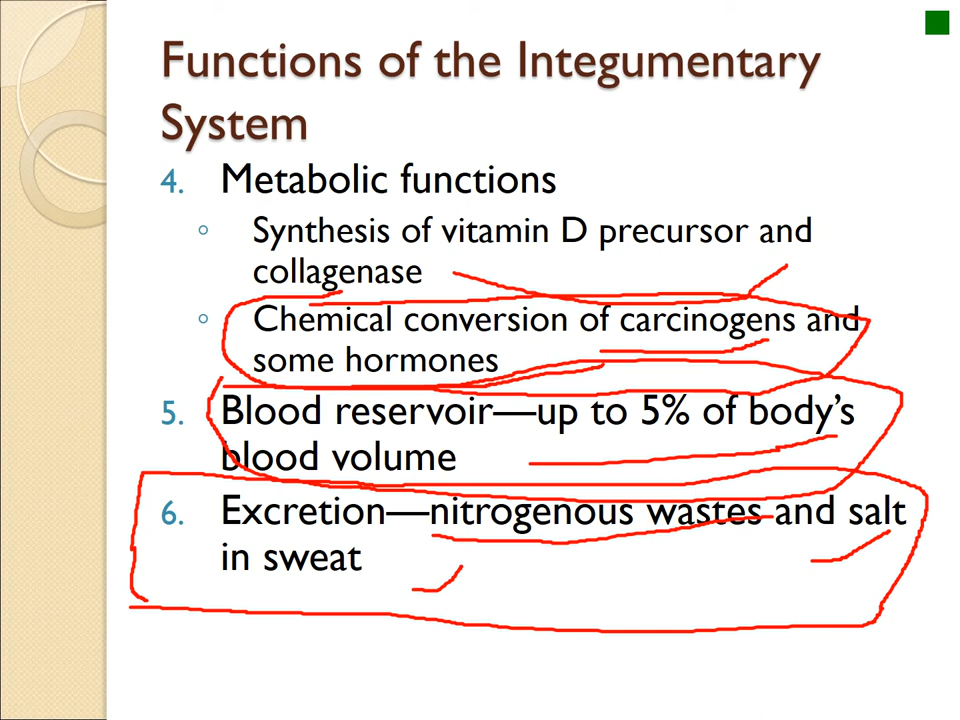 Functions of the Integumentary
System
4. Metabolic functions
◦ Synthesis of vitamin D precursor and
collagenase
◦ Chemical conversion of carcinogens and
some hormones
5. Blood reservoir—up to 5% of body’s
blood volume
6. Excretion—nitrogenous wastes and salt
in sweat